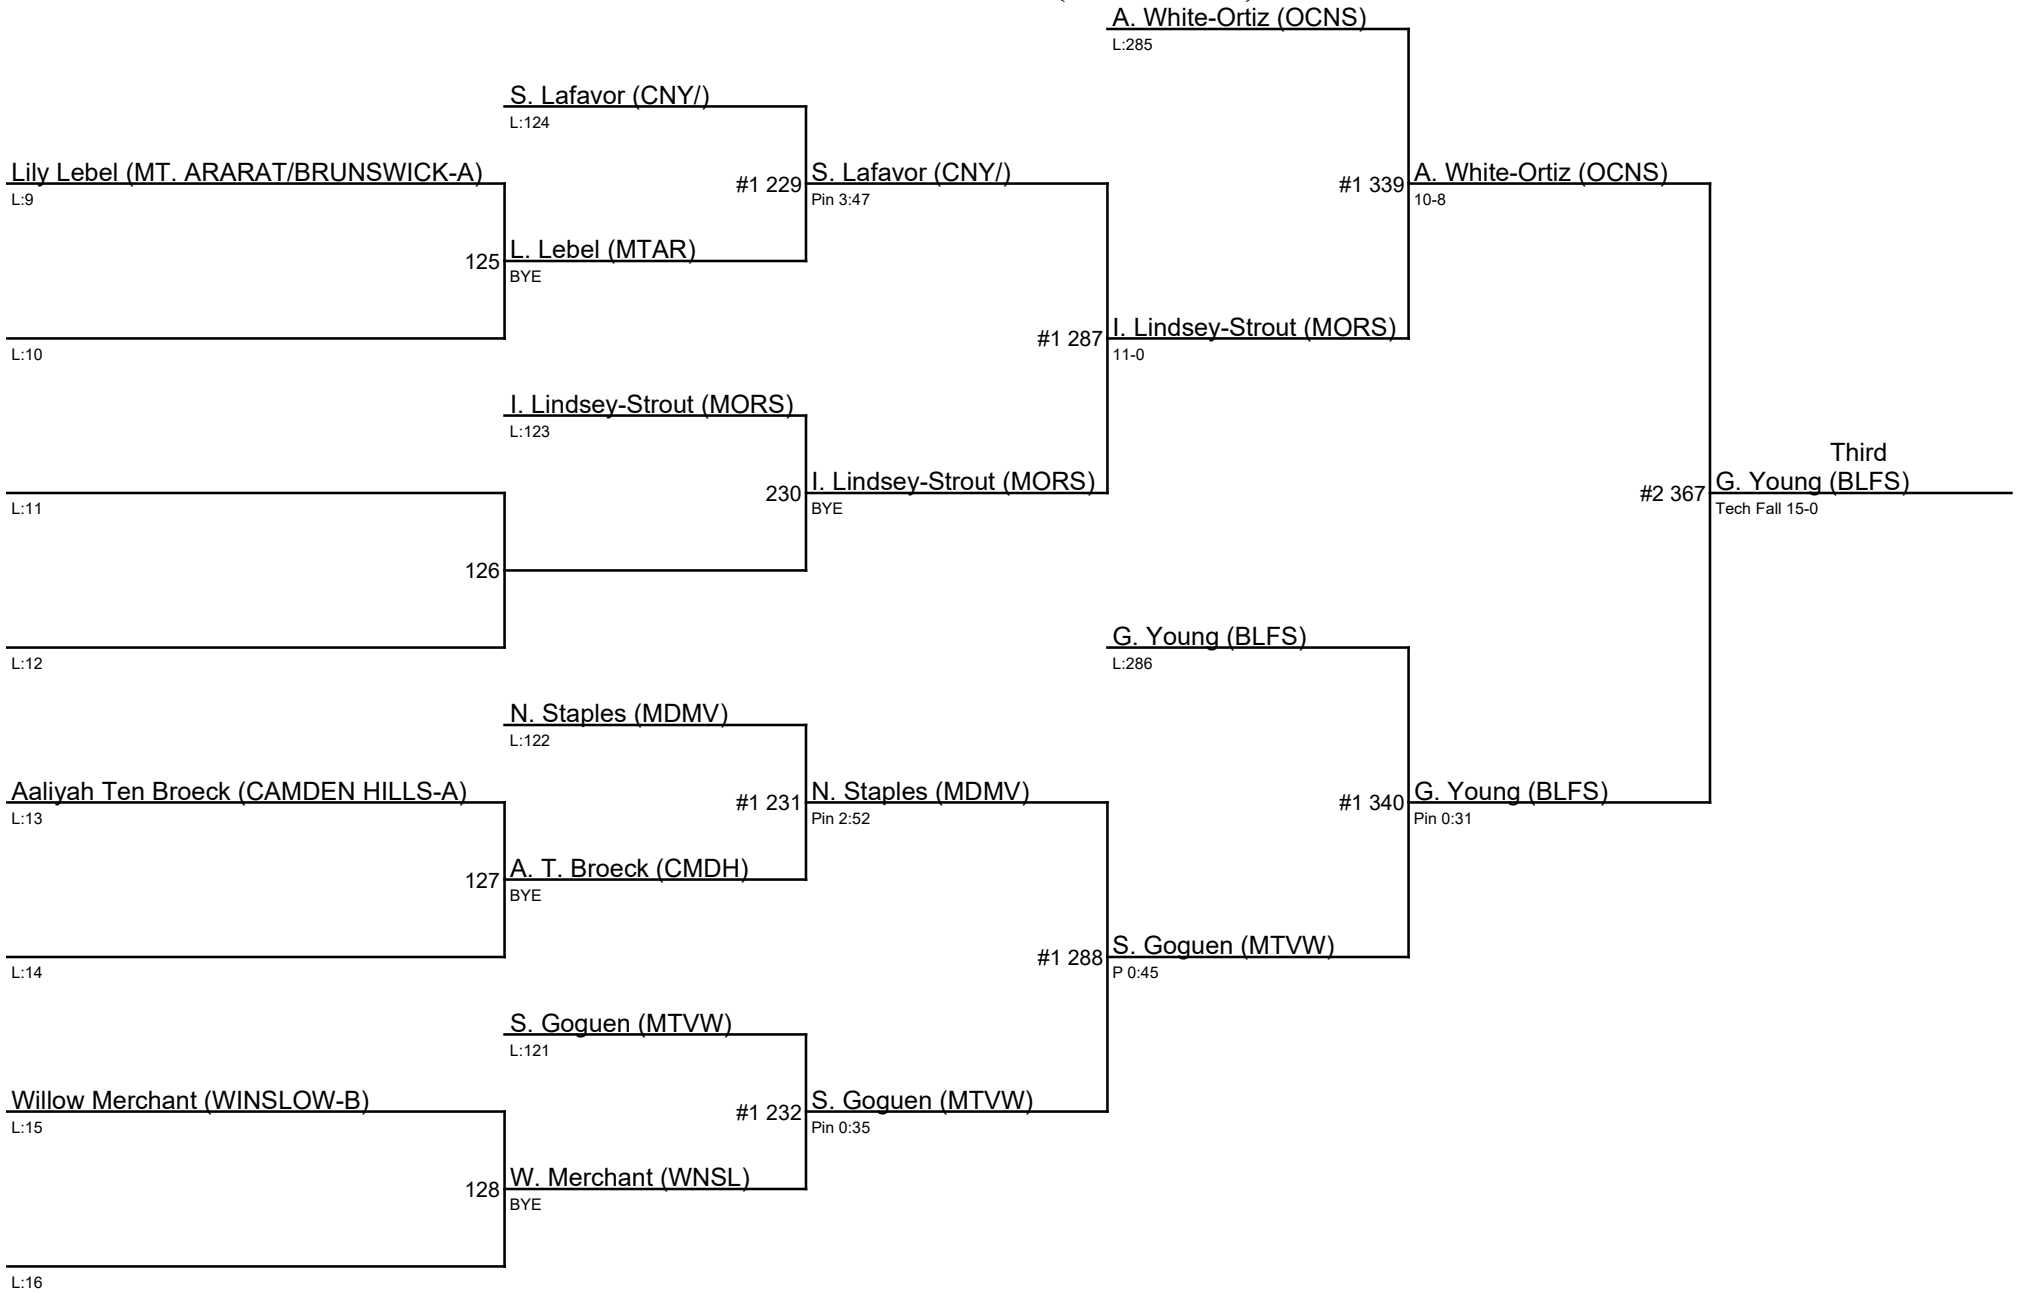 A. White-Ortiz (OCNS)
L:285
S. Lafavor (CNY/)
L:124
Lily Lebel (MT. ARARAT/BRUNSWICK-A)
L:9
#1 229
S. Lafavor (CNY/)
Pin 3:47
#1 339
A. White-Ortiz (OCNS)
10-8
125
L. Lebel (MTAR)
BYE
L:10
#1 287
I. Lindsey-Strout (MORS)
11-0
I. Lindsey-Strout (MORS)
L:123
L:11
230
I. Lindsey-Strout (MORS)
BYE
Third
#2 367
G. Young (BLFS)
Tech Fall 15-0
126
L:12
G. Young (BLFS)
L:286
N. Staples (MDMV)
L:122
Aaliyah Ten Broeck (CAMDEN HILLS-A)
L:13
#1 231
N. Staples (MDMV)
Pin 2:52
#1 340
G. Young (BLFS)
Pin 0:31
127
A. T. Broeck (CMDH)
BYE
L:14
#1 288
S. Goguen (MTVW)
P 0:45
S. Goguen (MTVW)
L:121
Willow Merchant (WINSLOW-B)
L:15
#1 232
S. Goguen (MTVW)
Pin 0:35
128
W. Merchant (WNSL)
BYE
L:16